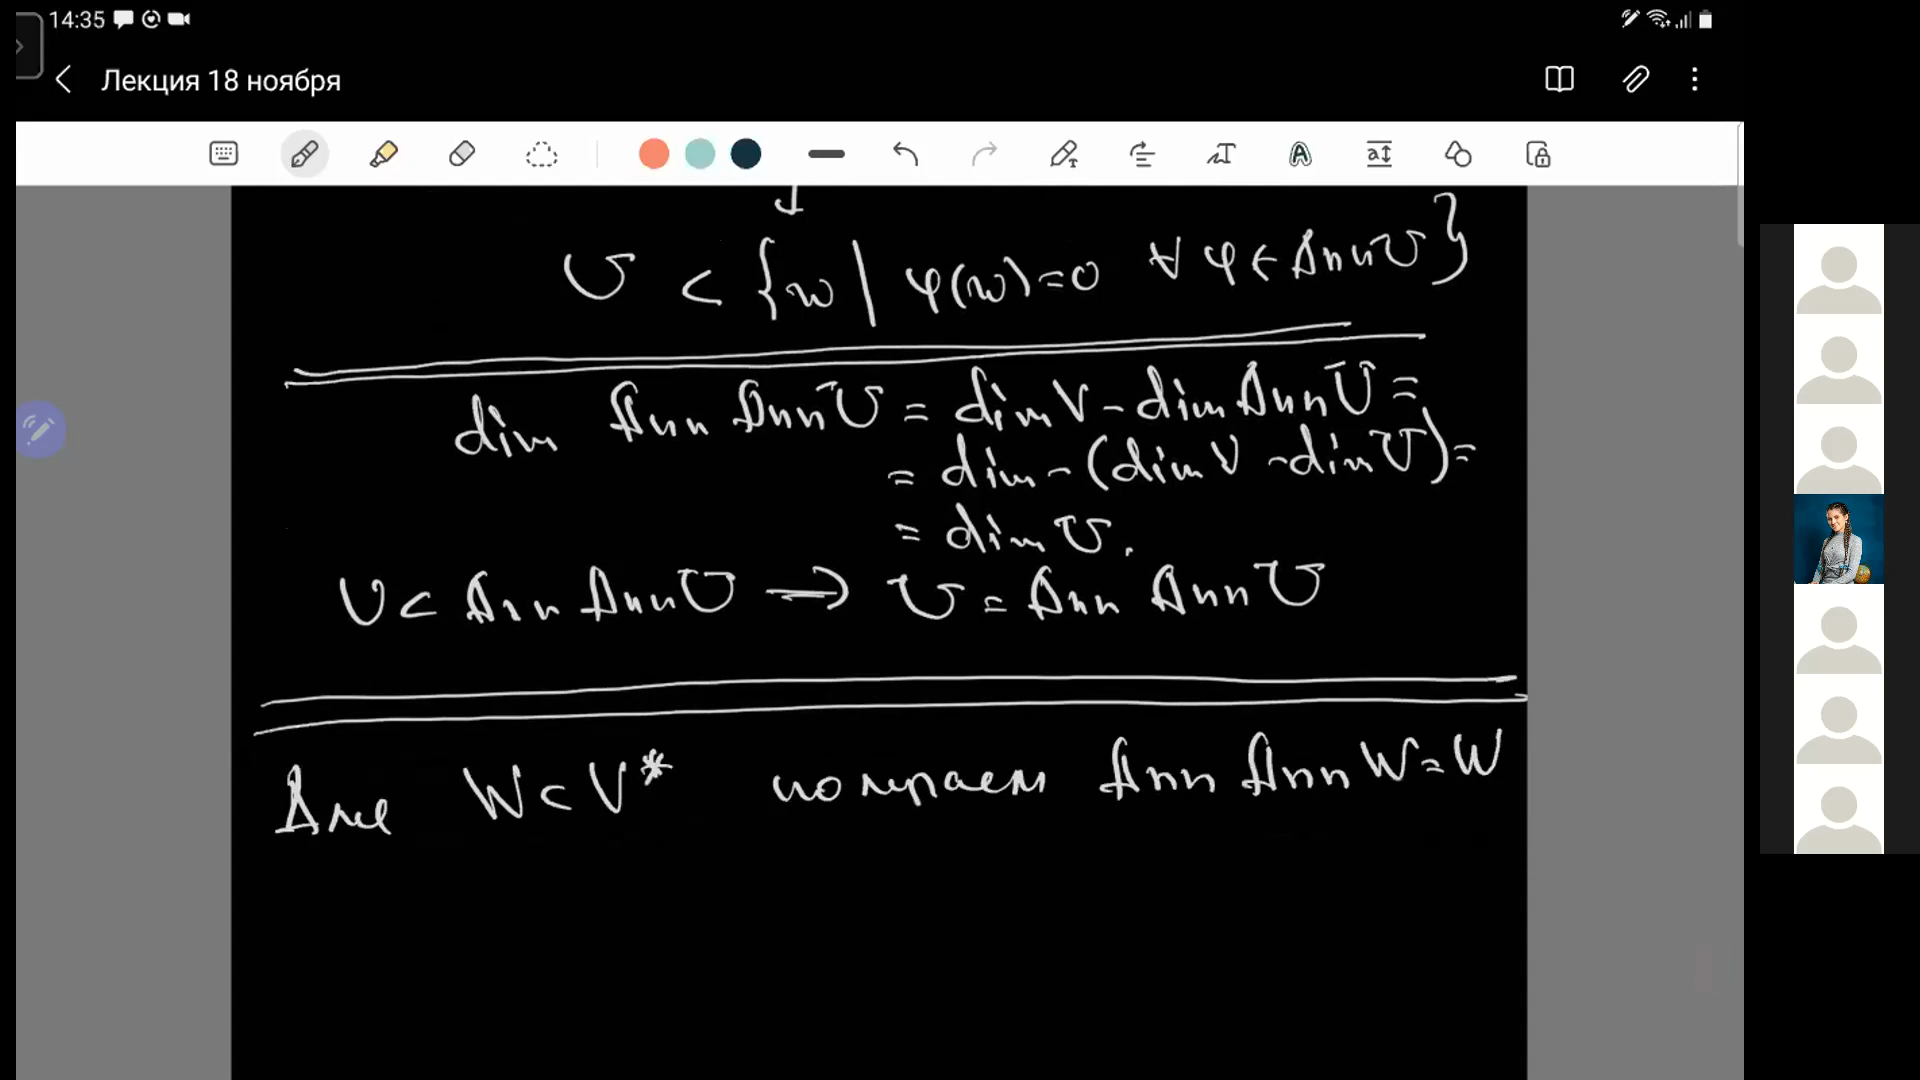 14:35
Лекция 18 ноября
U ⊂ {w | φ(w)=0 ∀ φ ∈ Ann U}
dim Ann Ann U = dim V - dim Ann U =
= dim - (dim V - dim U) =
= dim U.
U ⊂ Ann Ann U ⇒ U = Ann Ann U
Для W ⊂ V* получаем Ann Ann W = W